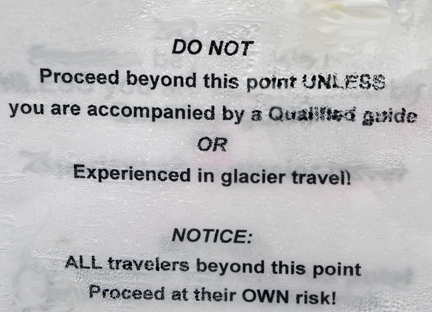 DO NOT
Proceed beyond this point UNLESS
you are accompanied by a Qualified guide
OR
Experienced in glacier travel!
NOTICE:
ALL travelers beyond this point
Proceed at their OWN risk!